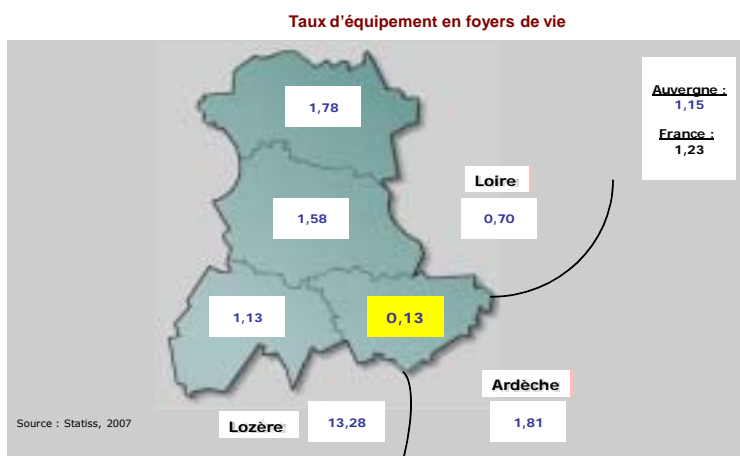 Taux d'équipement en foyers de vie
Auvergne :
1,15
France :
1,23
1,78
Loire
0,70
1,58
1,13
0,13
Ardèche
1,81
Lozère
13,28
Source : Statiss, 2007